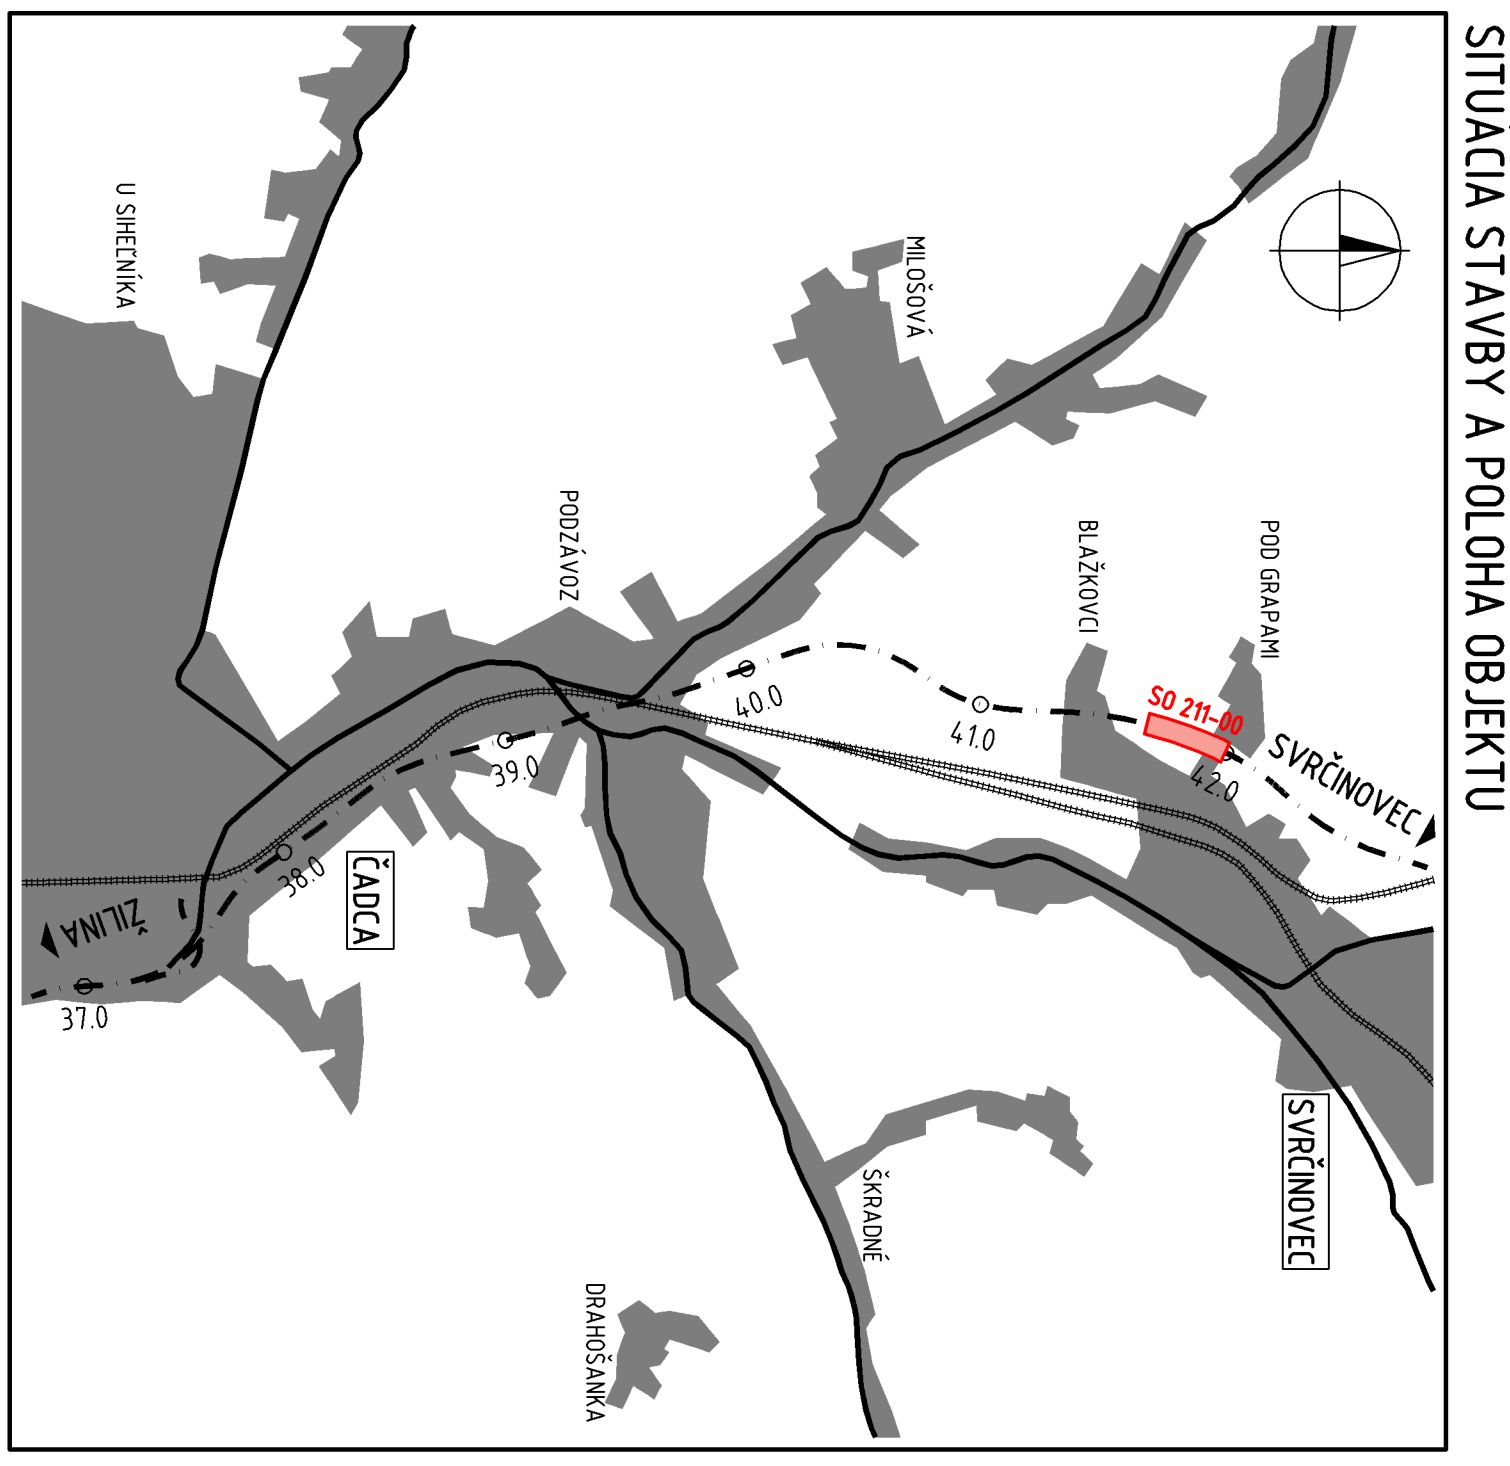 SITUÁCIA STAVBY A POLOHA OBJEKTU
SVRČINOVEC
POD GRAPAMI
SO 211-00
42.0
BLAŽKOVCI
SVRČINOVEC
41.0
MILOŠOVÁ
40.0
ŠKRADNÉ
PODZÁVOZ
39.0
DRAHOŠANKA
ČADCA
38.0
U SIHEĽNÍKA
ŽILINA
37.0